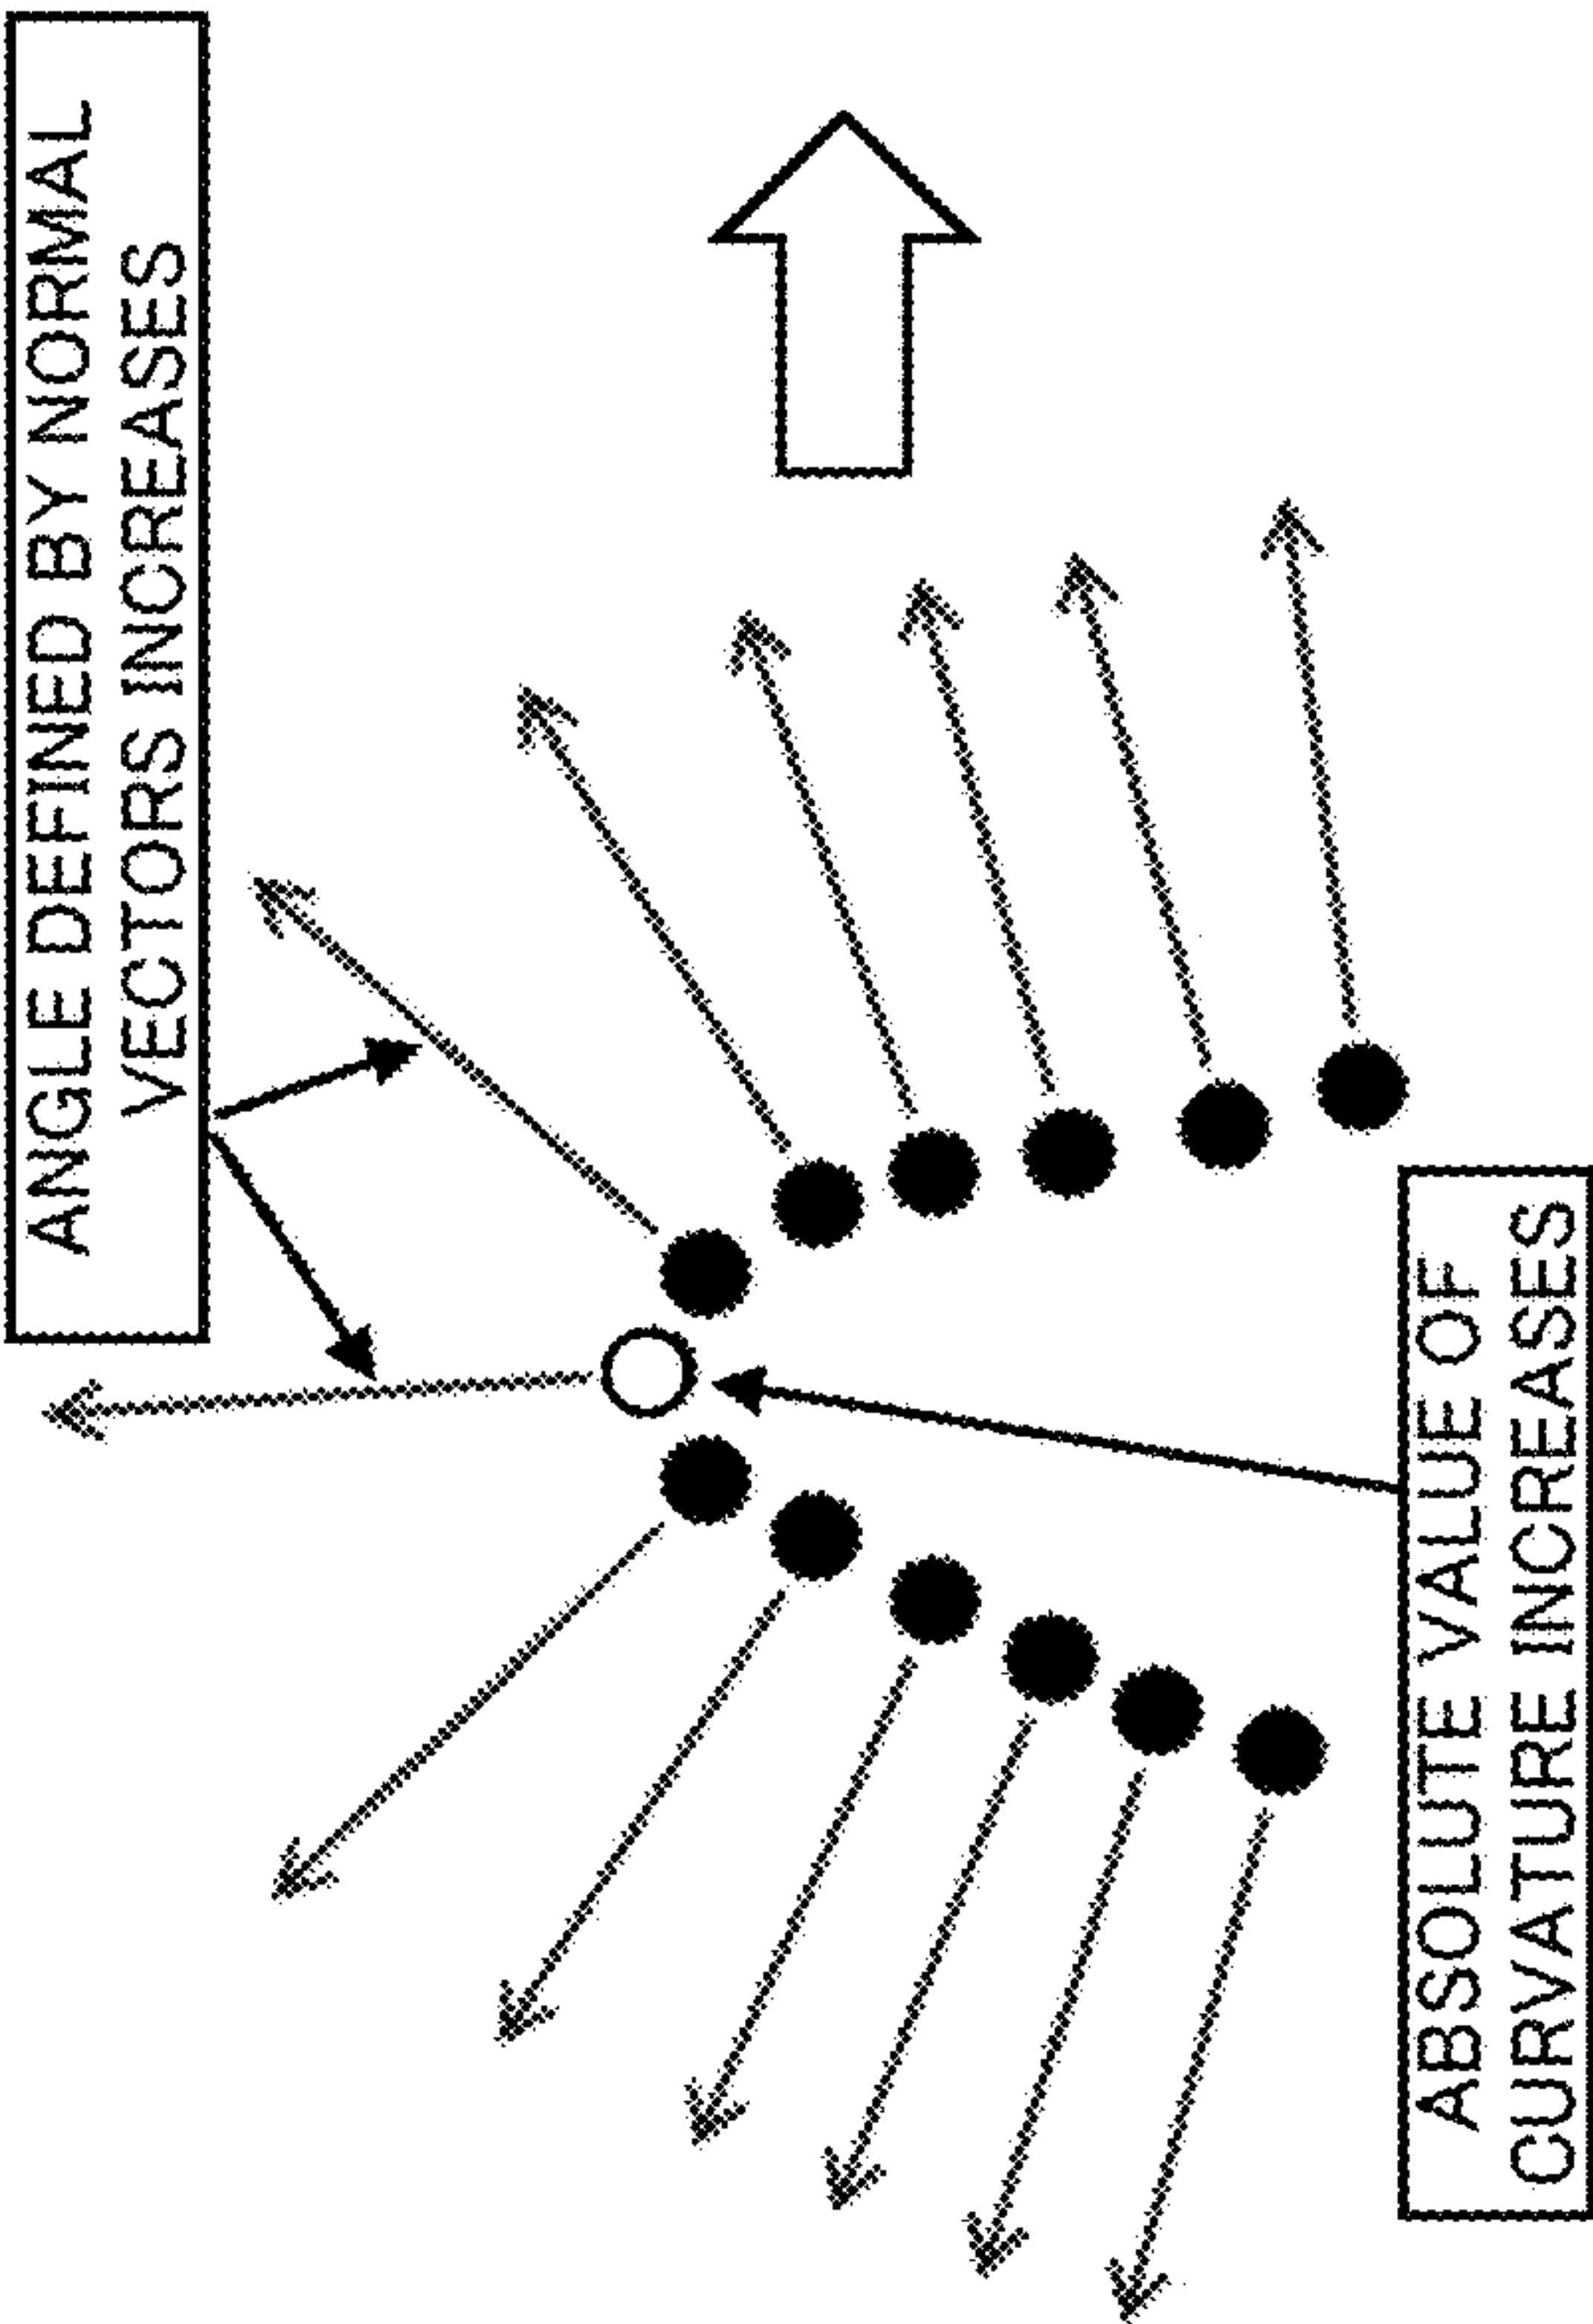 ANGLE DEFINED BY NORMAL
VECTORS INCREASES
ABSOLUTE VALUE OF
CURVATURE INCREASES